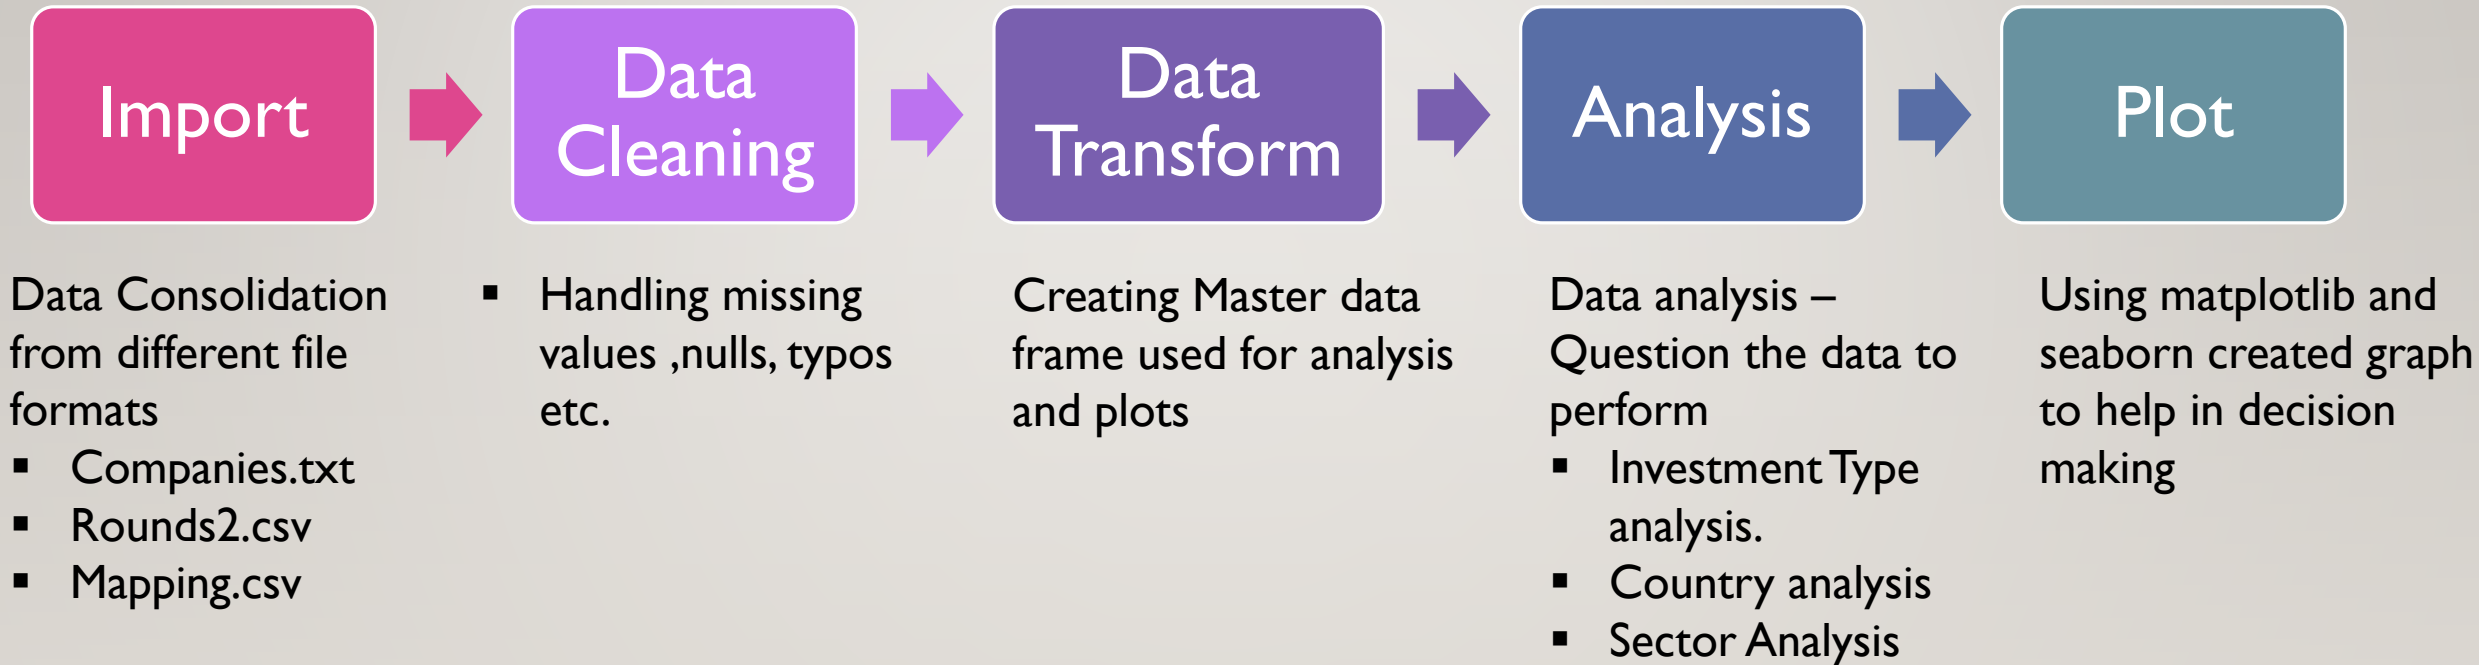 Import
Data
Cleaning
Data
Transform
Analysis
Plot
Data Consolidation
from different file
formats
▪ Companies.txt
▪ Rounds2.csv
▪ Mapping.csv
▪ Handling missing
values ,nulls, typos
etc.
Creating Master data
frame used for analysis
and plots
Data analysis –
Question the data to
perform
▪ Investment Type
analysis.
▪ Country analysis
▪ Sector Analysis
Using matplotlib and
seaborn created graph
to help in decision
making